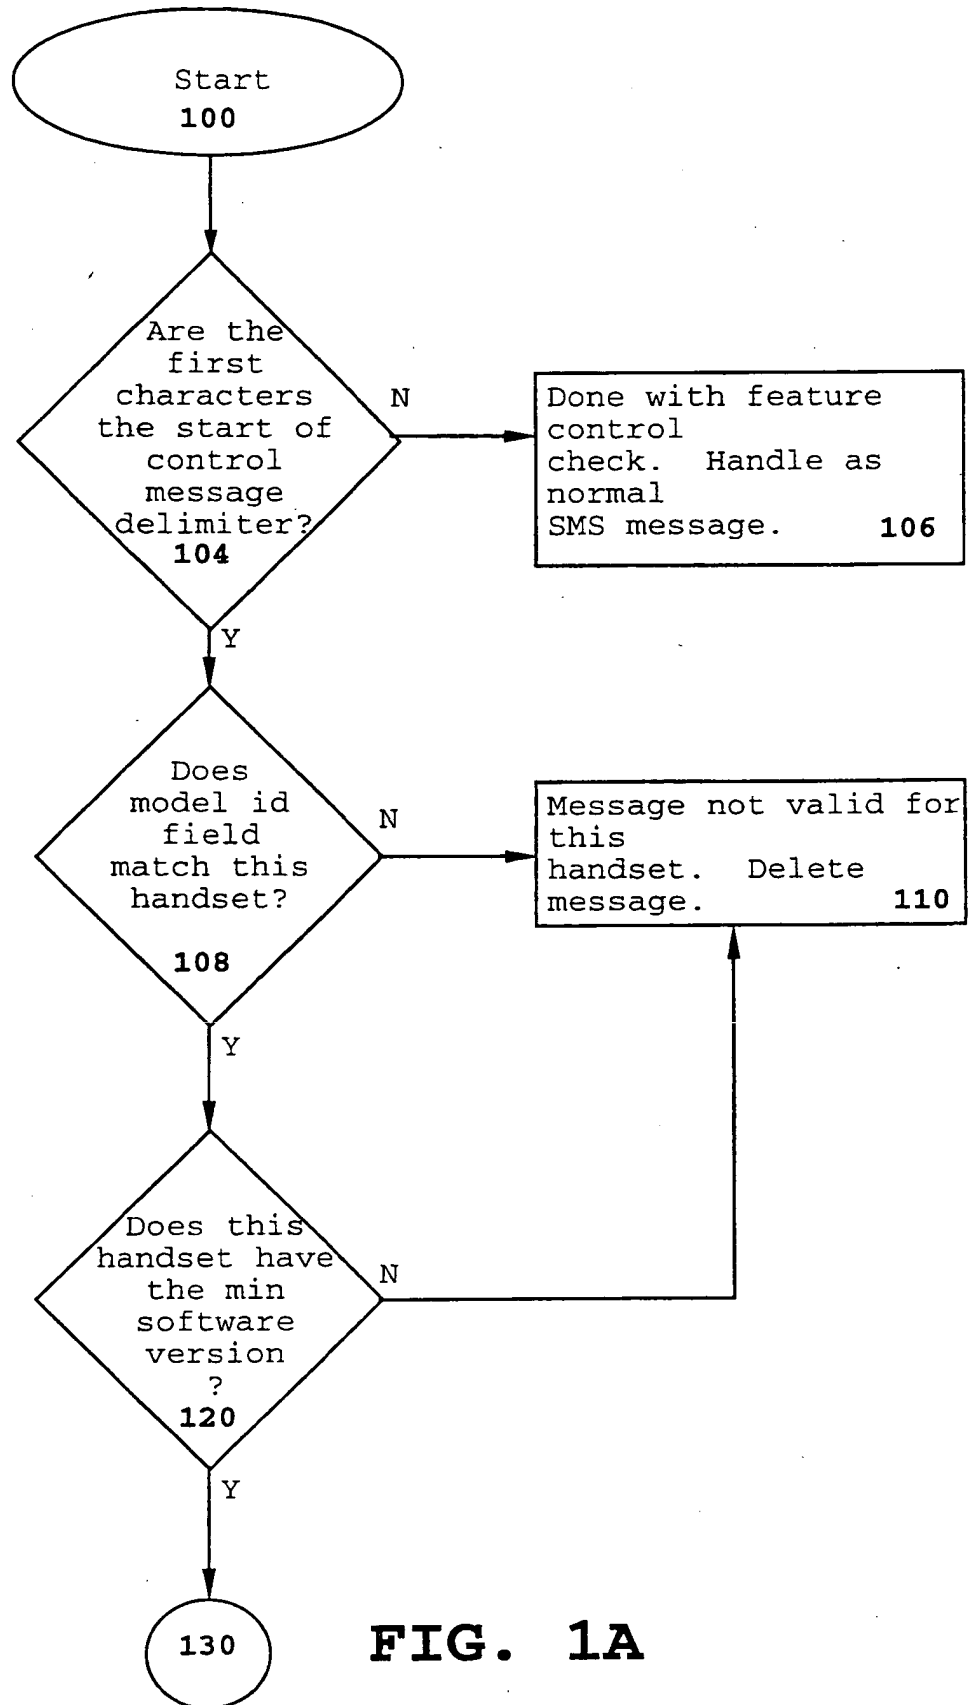 Start
100
Are the
first
characters
the start of
control
message
delimiter?
104
N
Done with feature
control
check. Handle as
normal
SMS message. 106
Y
Does
model id
field
match this
handset?
108
N
Message not valid for
this
handset. Delete
message. 110
Y
Does this
handset have
the min
software
version
?
120
N
Y
130
FIG. 1A